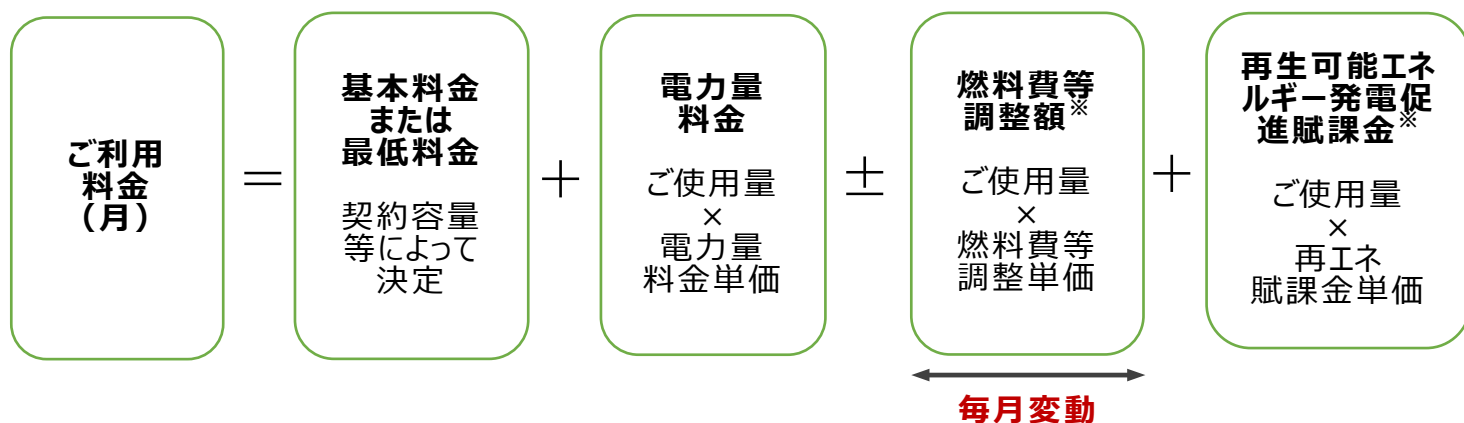 ご利用
料金
(月)
＝
基本料金
または
最低料金
契約容量
等によって
決定
＋
電力量
料金
ご使用量
×
電力量
料金単価
±
燃料費等
調整額※
ご使用量
×
燃料費等
調整単価
＋
再生可能エネ
ルギー発電促
進賦課金※
ご使用量
×
再エネ
賦課金単価
毎月変動